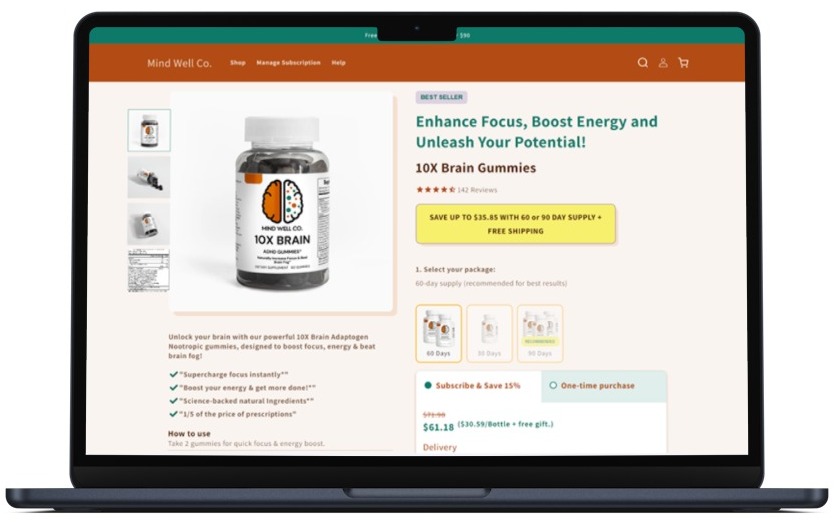 Free
$90
Mind Well Co.
Shop
Manage Subscription
Help
MIND WELL CO.
10X BRAIN
ADHD GUMMIES*
Naturally Increase Focus & Beat
Brain Fog*
BEST SELLER
Enhance Focus, Boost Energy and
Unleash Your Potential!
10X Brain Gummies
142 Reviews
SAVE UP TO $35.85 WITH 60 or 90 DAY SUPPLY +
FREE SHIPPING
1. Select your package:
60-day supply (recommended for best results)
60 Days
30 Days
RECOMMENDED
90 Days
Subscribe & Save 15%
One-time purchase
$71.98
$61.18 ($30.59/Bottle + free gift.)
Delivery
Unlock your brain with our powerful 10X Brain Adaptogen
Nootropic gummies, designed to boost focus, energy & beat
brain fog!
"Supercharge focus instantly*"
"Boost your energy & get more done!*"
"Science-backed natural Ingredients*"
"1/5 of the price of prescriptions"
How to use
Take 2 gummies for quick focus & energy boost.